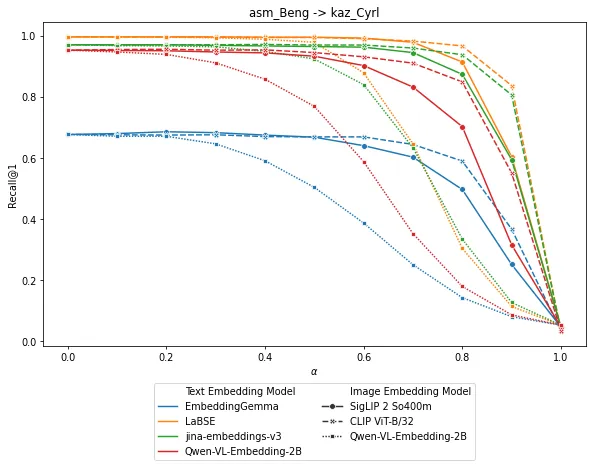 asm_Beng -> kaz_Cyrl
Recall@1
1.0
0.8
0.6
0.4
0.2
0.0
0.0 0.2 0.4 0.6 0.8 1.0
α
Text Embedding Model Image Embedding Model
EmbeddingGemma SigLIP 2 So400m
LaBSE CLIP ViT-B/32
jina-embeddings-v3 Qwen-VL-Embedding-2B
Qwen-VL-Embedding-2B